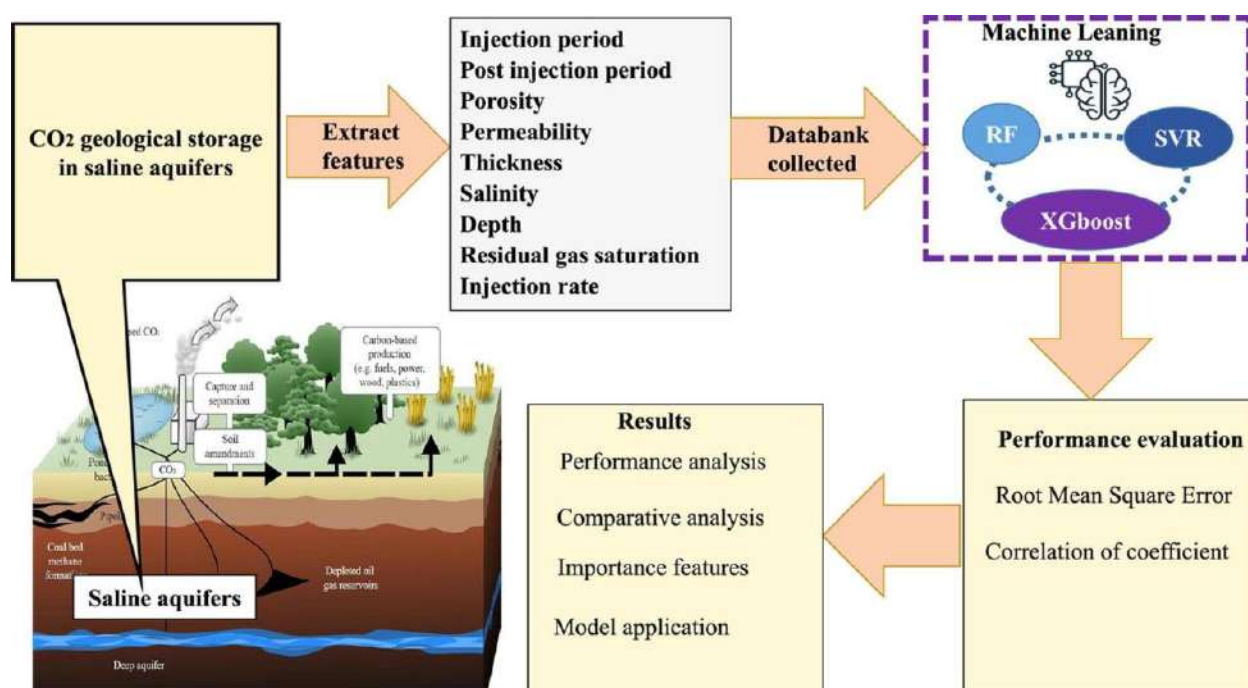 CO2 geological storage
in saline aquifers
Extract
features
Injection period
Post injection period
Porosity
Permeability
Thickness
Salinity
Depth
Residual gas saturation
Injection rate
Databank
collected
Machine Leaning
RF
SVR
XGboost
Performance evaluation
Root Mean Square Error
Correlation of coefficient
Results
Performance analysis
Comparative analysis
Importance features
Model application
CO2
Capture and
separation
Soil
amendments
Carbon-based
production
(e.g. fuels, power,
wood, plastics)
CO2
Coal bed
methane
Depleted oil
gas reservoirs
Saline aquifers
Deep aquifer